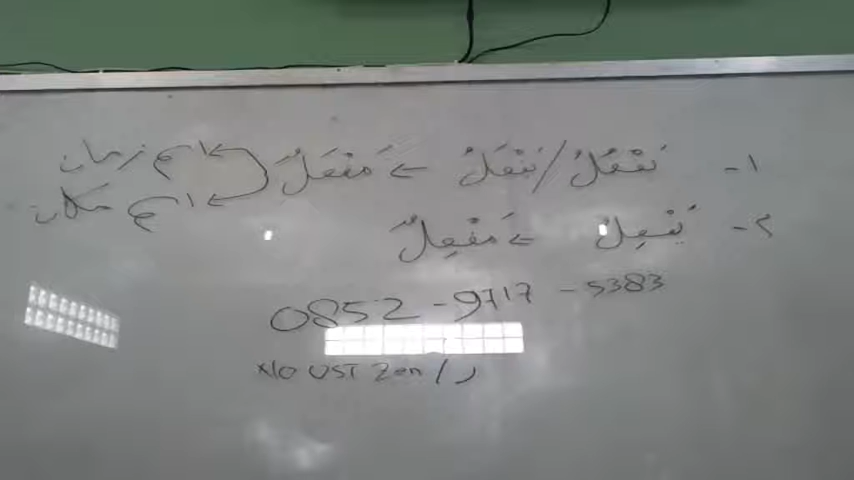 ١- يَفْعُلُ / يَفْعَلُ ← مَفْعَلٌ ← اسم زمان
← اسم مكان
٢- يَفْعِلُ ← مَفْعِلٌ
0852 - 9717 - 5383
UST Zen /